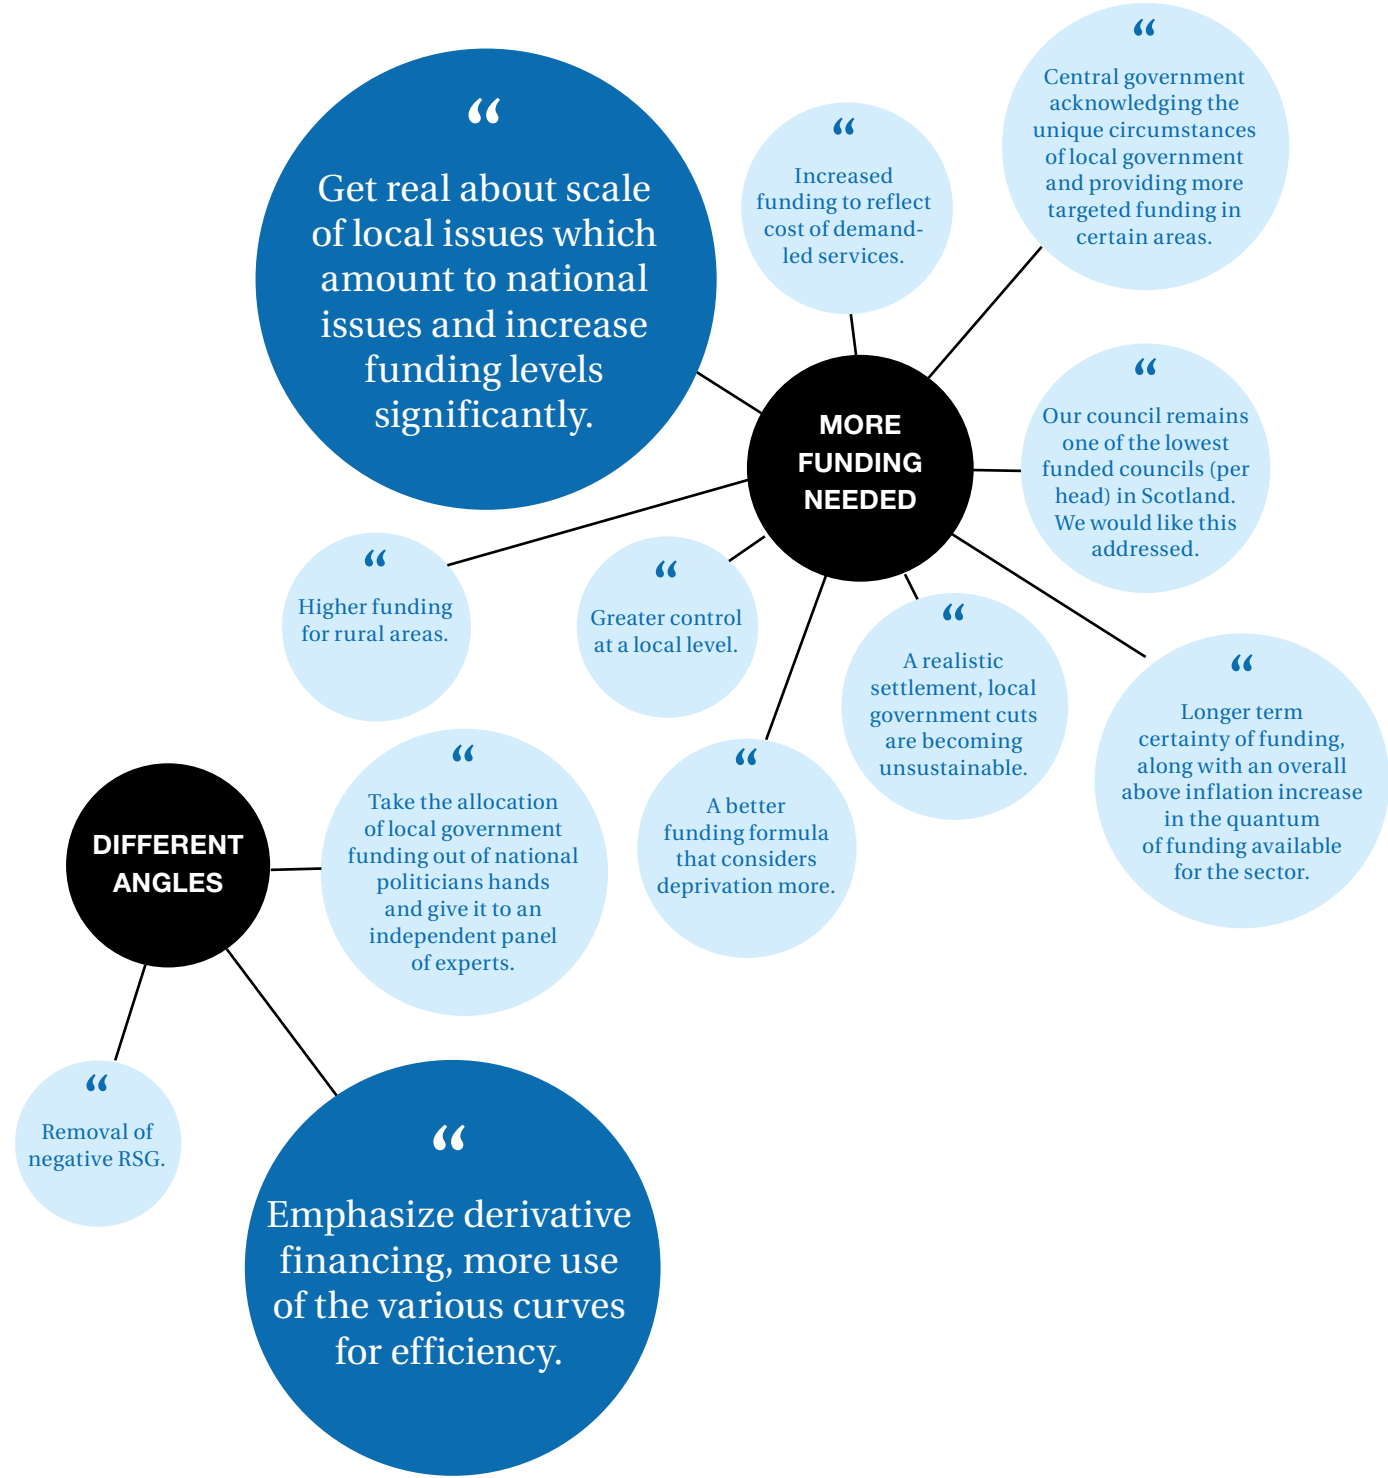 “
Get real about scale
of local issues which
amount to national
issues and increase
funding levels
significantly.
“
Increased
funding to reflect
cost of demand-
led services.
“
Central government
acknowledging the
unique circumstances
of local government
and providing more
targeted funding in
certain areas.
MORE
FUNDING
NEEDED
“
Our council remains
one of the lowest
funded councils (per
head) in Scotland.
We would like this
addressed.
“
Higher funding
for rural areas.
“
Greater control
at a local level.
“
A realistic
settlement, local
government cuts
are becoming
unsustainable.
“
Longer term
certainty of funding,
along with an overall
above inflation increase
in the quantum
of funding available
for the sector.
“
A better
funding formula
that considers
deprivation more.
DIFFERENT
ANGLES
“
Take the allocation
of local government
funding out of national
politicians hands
and give it to an
independent panel
of experts.
“
Removal of
negative RSG.
“
Emphasize derivative
financing, more use
of the various curves
for efficiency.